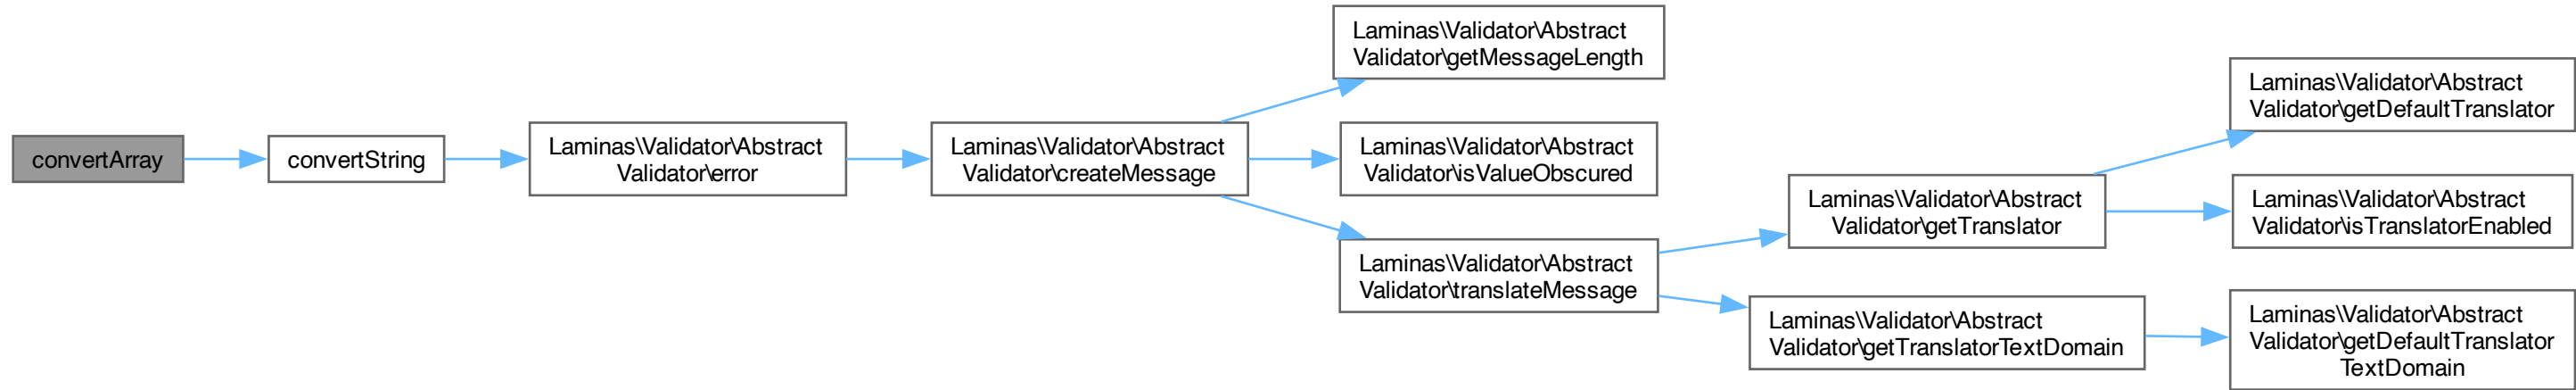 convertArray
convertString
Laminas\Validator\Abstract
Validator\error
Laminas\Validator\Abstract
Validator\createMessage
Laminas\Validator\Abstract
Validator\getMessageLength
Laminas\Validator\Abstract
Validator\isValueObscured
Laminas\Validator\Abstract
Validator\translateMessage
Laminas\Validator\Abstract
Validator\getTranslator
Laminas\Validator\Abstract
Validator\getTranslatorTextDomain
Laminas\Validator\Abstract
Validator\getDefaultTranslator
Laminas\Validator\Abstract
Validator\isTranslatorEnabled
Laminas\Validator\Abstract
Validator\getDefaultTranslator
TextDomain